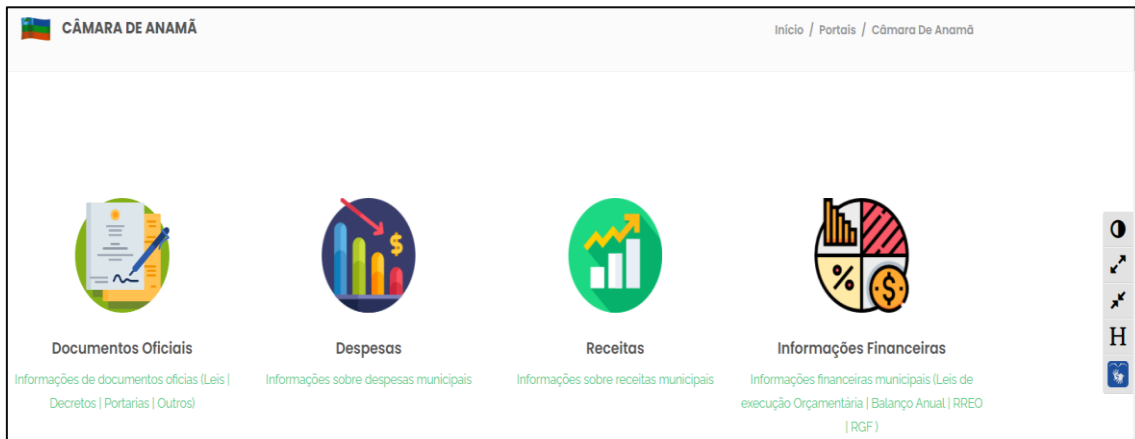 CÂMARA DE ANAMÃ
Início / Portais / Câmara De Anamã
Documentos Oficiais
Informações de documentos oficias (Leis |
Decretos | Portarias | Outros)
Despesas
Informações sobre despesas municipais
Receitas
Informações sobre receitas municipais
Informações Financeiras
Informações financeiras municipais (Leis de
execução Orçamentária | Balanço Anual | RREO
| RGF )
H